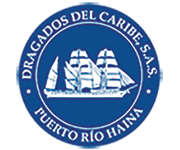 DRAGADOS DEL CARIBE, S.A.S.
PUERTO RÍO HAINA